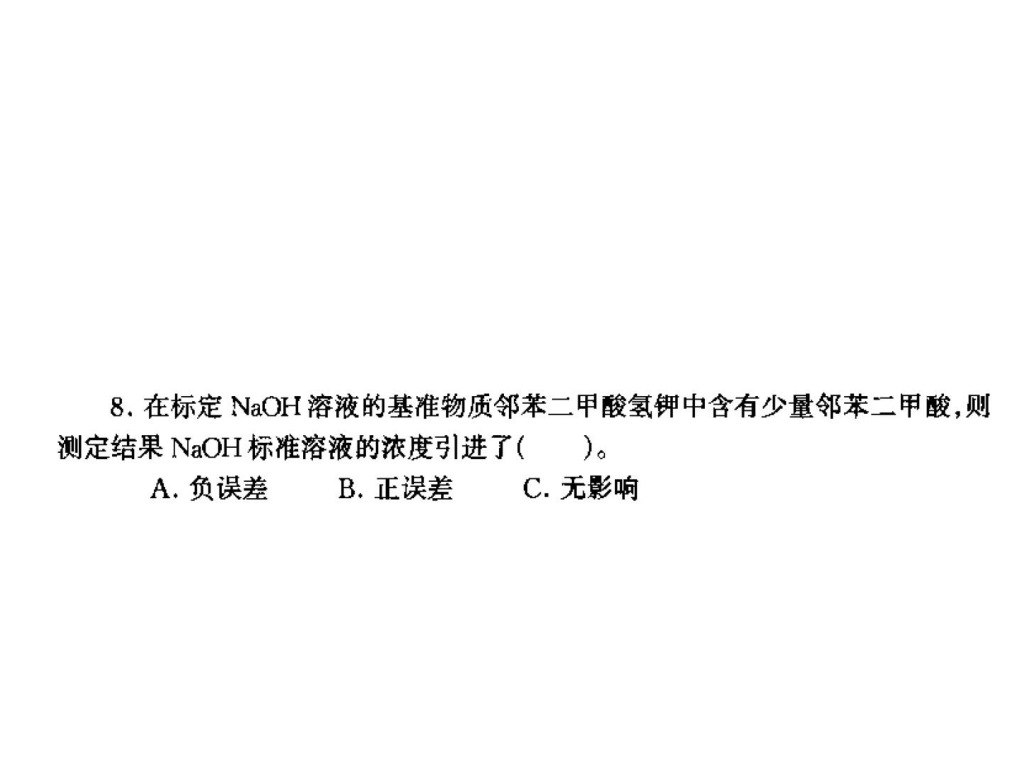 8. 在标定 NaOH 溶液的基准物质邻苯二甲酸氢钾中含有少量邻苯二甲酸,则
测定结果 NaOH 标准溶液的浓度引进了(　　)。
A. 负误差　　B. 正误差　　C. 无影响